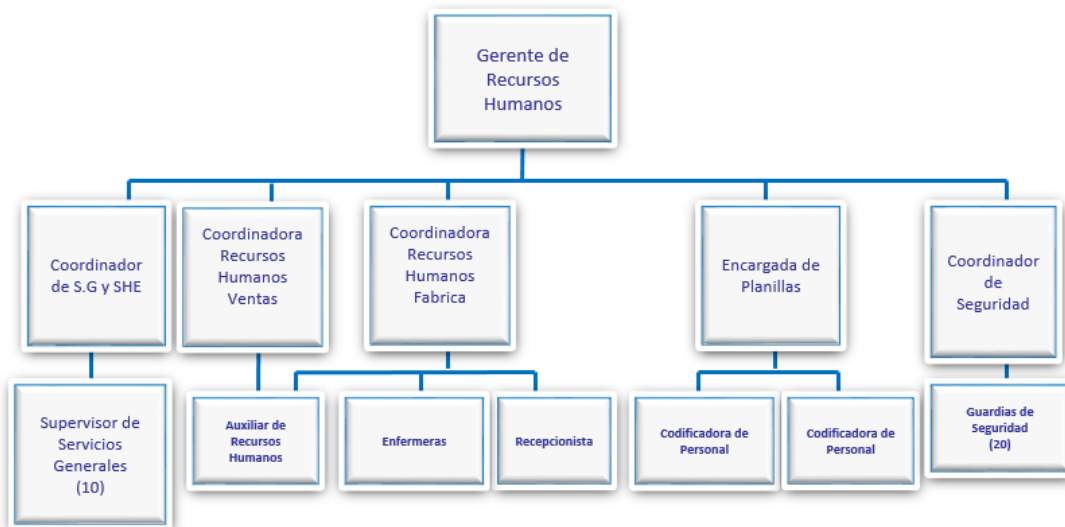 Gerente de
Recursos
Humanos
Coordinador
de S.G y SHE
Coordinadora
Recursos
Humanos
Ventas
Coordinadora
Recursos
Humanos
Fabrica
Encargada de
Planillas
Coordinador
de
Seguridad
Supervisor de
Servicios
Generales
(10)
Auxiliar de
Recursos
Humanos
Enfermeras
Recepcionista
Codificadora de
Personal
Codificadora de
Personal
Guardias de
Seguridad
(20)